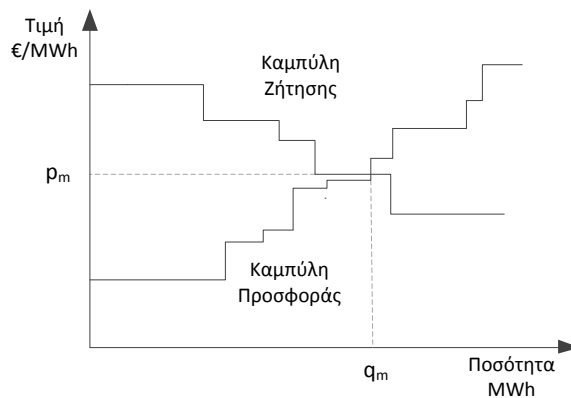 Τιμή
€/MWh
Καμπύλη
Ζήτησης
pm
Καμπύλη
Προσφοράς
qm
Ποσότητα
MWh